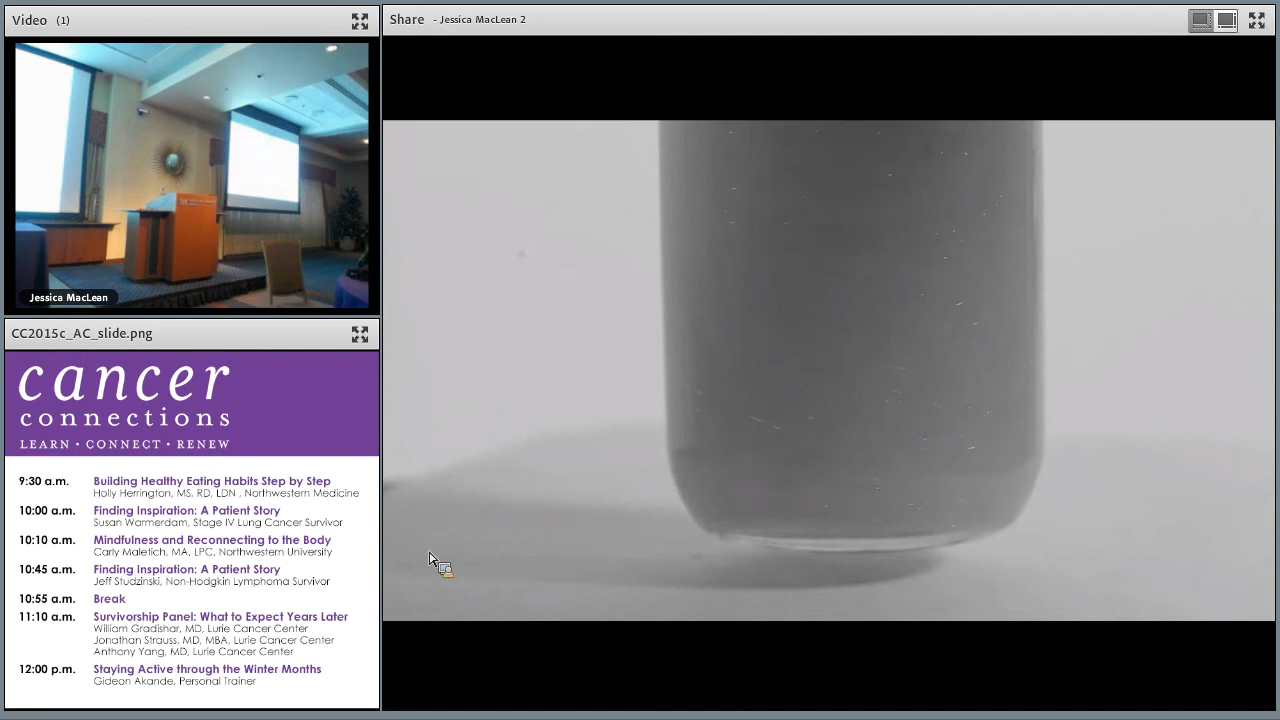 Video (1)
Jessica MacLean
CC2015c_AC_slide.png
cancer
connections
LEARN • CONNECT • RENEW
9:30 a.m. Building Healthy Eating Habits Step by Step
Holly Herrington, MS, RD, LDN , Northwestern Medicine
10:00 a.m. Finding Inspiration: A Patient Story
Susan Warmerdam, Stage IV Lung Cancer Survivor
10:10 a.m. Mindfulness and Reconnecting to the Body
Carly Maletich, MA, LPC, Northwestern University
10:45 a.m. Finding Inspiration: A Patient Story
Jeff Studzinski, Non-Hodgkin Lymphoma Survivor
10:55 a.m. Break
11:10 a.m. Survivorship Panel: What to Expect Years Later
William Gradishar, MD, Lurie Cancer Center
Jonathan Strauss, MD, MBA, Lurie Cancer Center
Anthony Yang, MD, Lurie Cancer Center
12:00 p.m. Staying Active through the Winter Months
Gideon Akande, Personal Trainer
Share - Jessica MacLean 2